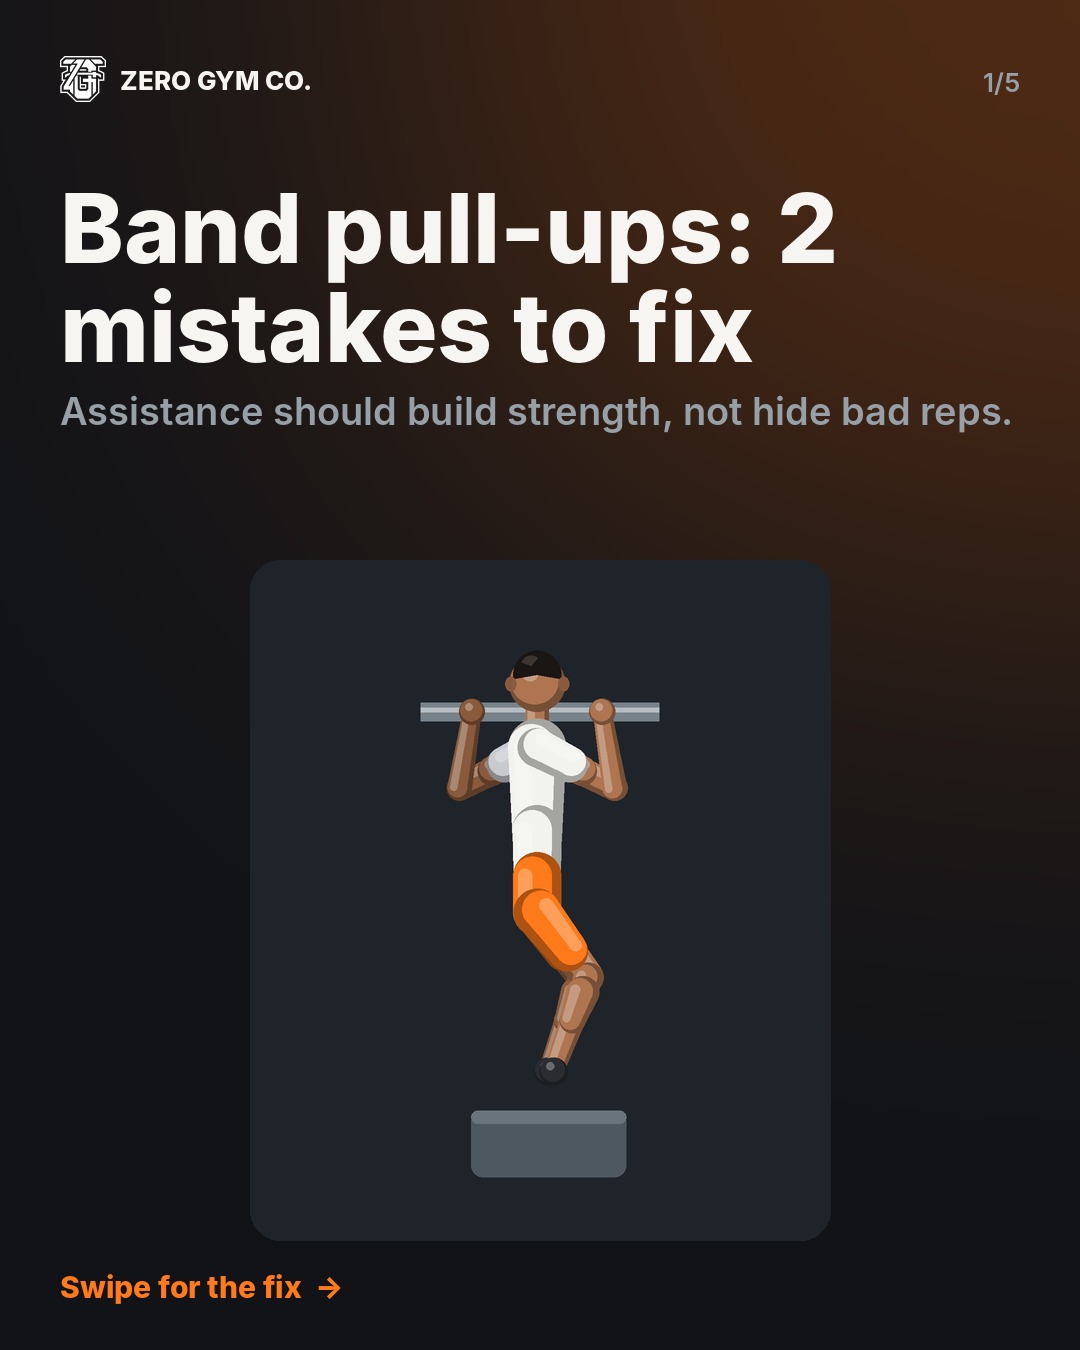 ZERO GYM CO.
1/5
Band pull-ups: 2
mistakes to fix
Assistance should build strength, not hide bad reps.
Swipe for the fix →